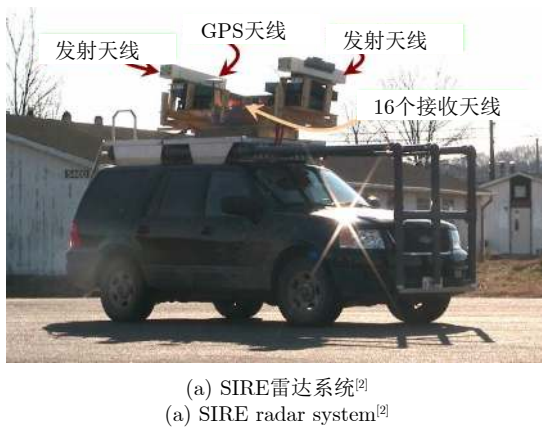 GPS天线
发射天线
发射天线
16个接收天线
(a) SIRE雷达系统[2]
(a) SIRE radar system[2]